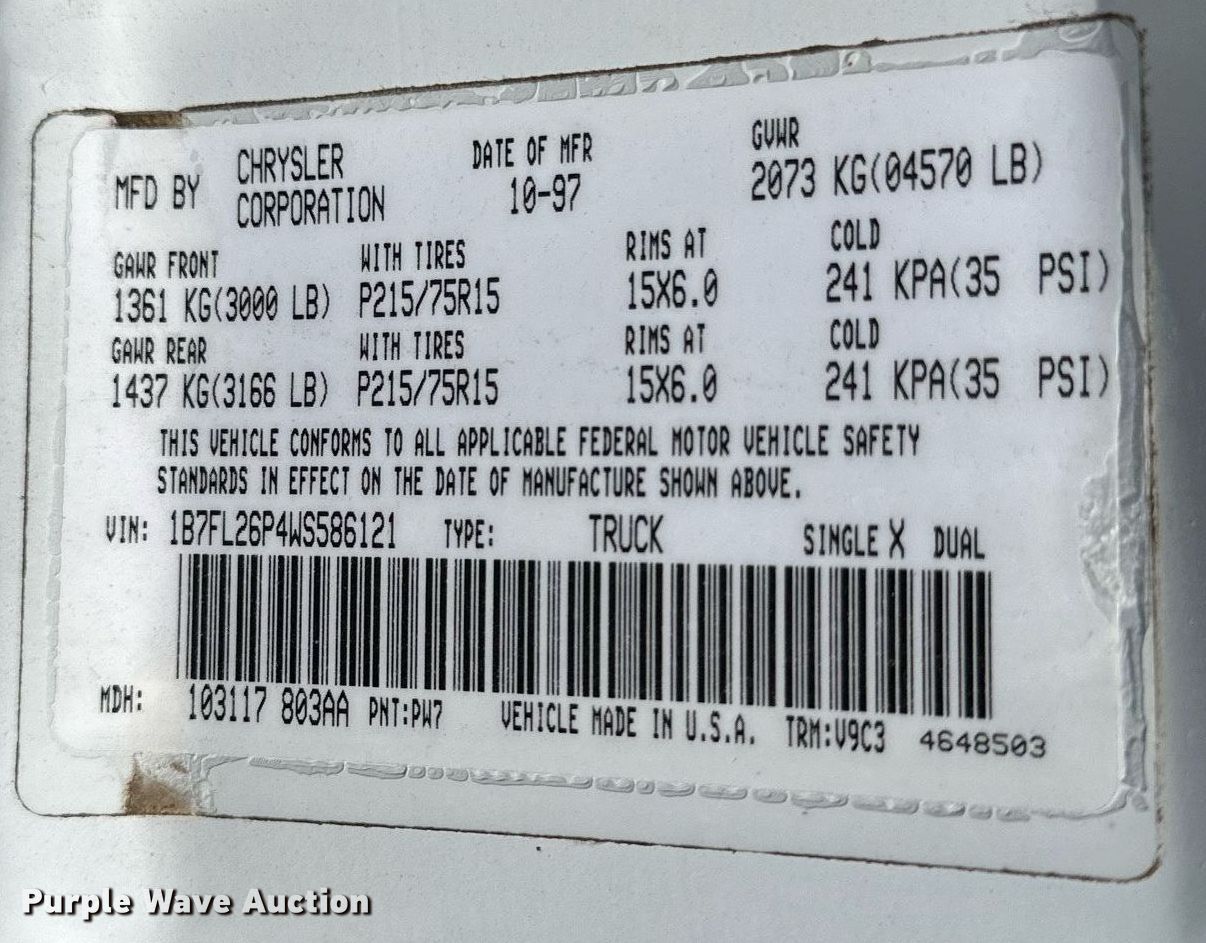 MFD BY CHRYSLER CORPORATION DATE OF MFR 10-97 GVWR 2073 KG(04570 LB)
GAWR FRONT WITH TIRES RIMS AT COLD
1361 KG(3000 LB) P215/75R15 15X6.0 241 KPA(35 PSI)
GAWR REAR WITH TIRES RIMS AT COLD
1437 KG(3166 LB) P215/75R15 15X6.0 241 KPA(35 PSI)
THIS VEHICLE CONFORMS TO ALL APPLICABLE FEDERAL MOTOR VEHICLE SAFETY
STANDARDS IN EFFECT ON THE DATE OF MANUFACTURE SHOWN ABOVE.
VIN: 1B7FL26P4WS586121 TYPE: TRUCK SINGLE X DUAL
MDH: 103117 803AA PNT:PW7 VEHICLE MADE IN U.S.A. TRM:V9C3 4648503
Purple Wave Auction